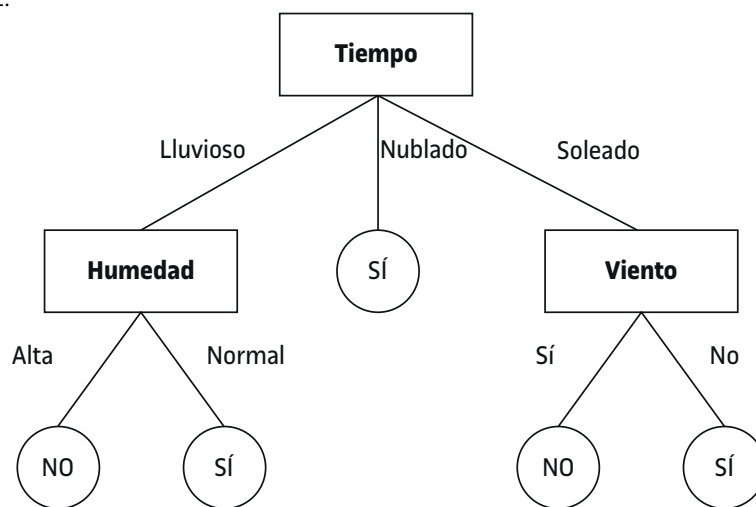 Tiempo
Lluvioso
Nublado
Soleado
Humedad
SÍ
Viento
Alta
Normal
Sí
No
NO
SÍ
NO
SÍ